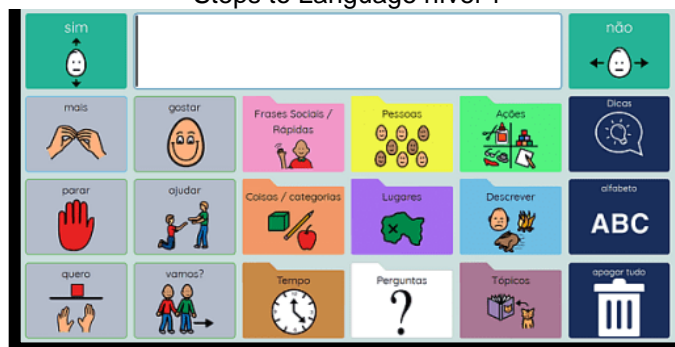 Steps to Language nível 1
sim
não
mais
gostar
Frases Sociais /
Rápidas
Pessoas
Ações
Dicas
parar
ajudar
Coisas / categorias
Lugares
Descrever
alfabeto
ABC
quero
vamos?
Tempo
Perguntas
?
Tópicos
apagar tudo